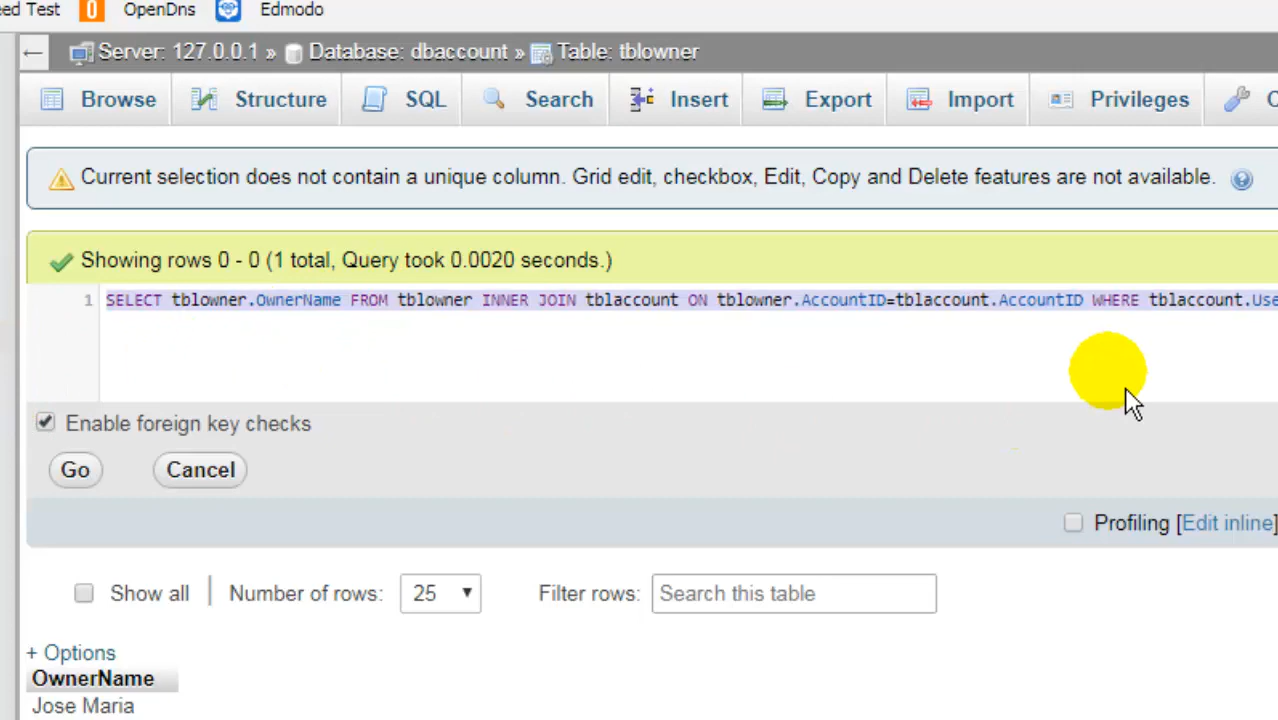 Test OpenDns Edmodo
← Server: 127.0.0.1 » Database: dbaccount » Table: tblowner
Browse Structure SQL Search Insert Export Import Privileges
Current selection does not contain a unique column. Grid edit, checkbox, Edit, Copy and Delete features are not available.
Showing rows 0 - 0 (1 total, Query took 0.0020 seconds.)
1 SELECT tblowner.OwnerName FROM tblowner INNER JOIN tblaccount ON tblowner.AccountID=tblaccount.AccountID WHERE tblaccount.Use
Enable foreign key checks
Go Cancel
Profiling [Edit inline]
Show all Number of rows: 25 Filter rows: Search this table
+ Options
OwnerName
Jose Maria